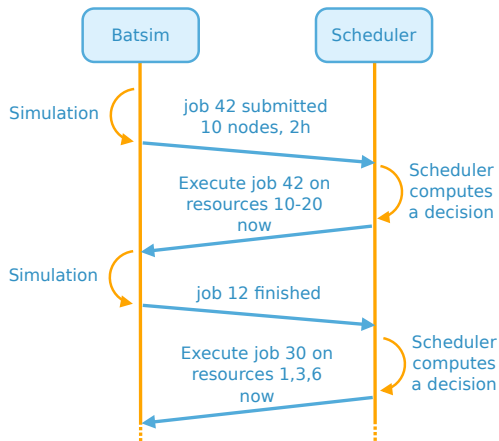 Batsim
Scheduler
Simulation
job 42 submitted
10 nodes, 2h
Scheduler
computes
a decision
Execute job 42 on
resources 10-20
now
Simulation
job 12 finished
Scheduler
computes
a decision
Execute job 30 on
resources 1,3,6
now